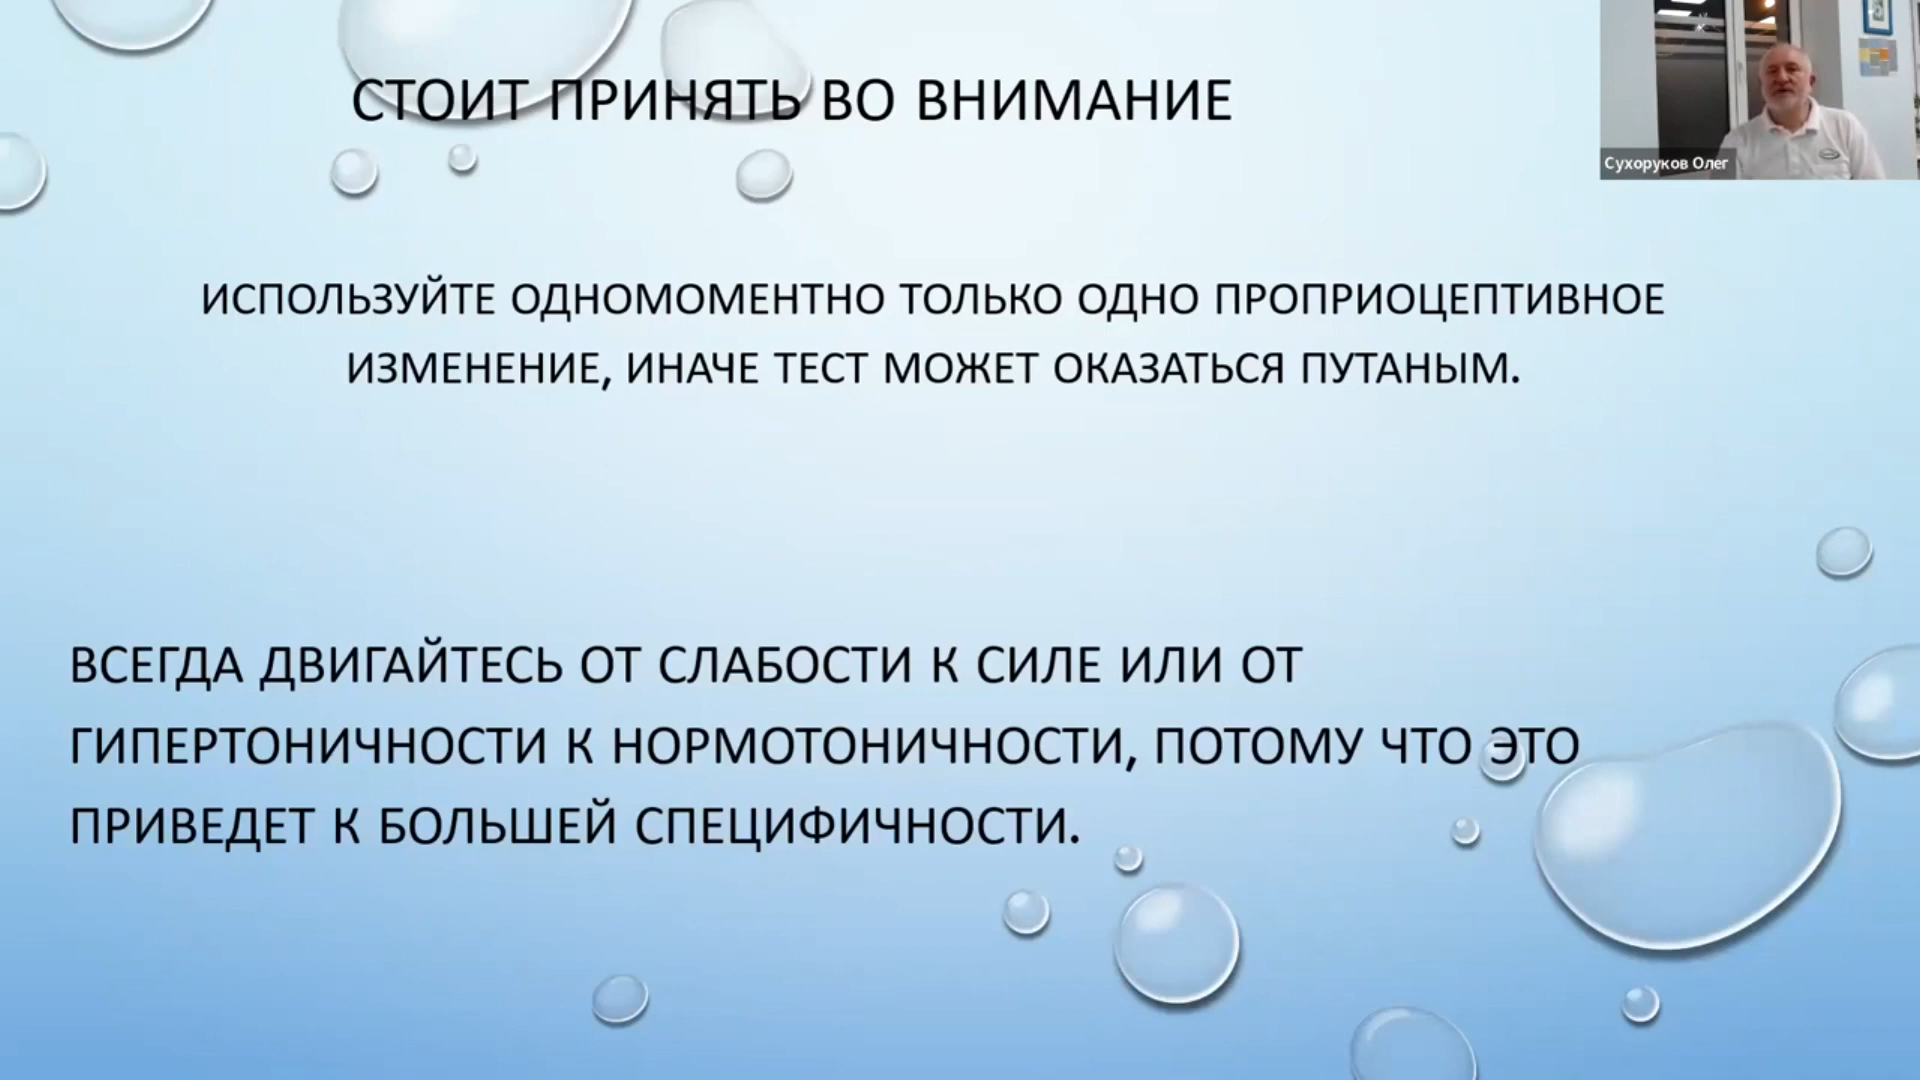 СТОИТ ПРИНЯТЬ ВО ВНИМАНИЕ
Сухоруков Олег
ИСПОЛЬЗУЙТЕ ОДНОМОМЕНТНО ТОЛЬКО ОДНО ПРОПРИОЦЕПТИВНОЕ
ИЗМЕНЕНИЕ, ИНАЧЕ ТЕСТ МОЖЕТ ОКАЗАТЬСЯ ПУТАНЫМ.
ВСЕГДА ДВИГАЙТЕСЬ ОТ СЛАБОСТИ К СИЛЕ ИЛИ ОТ
ГИПЕРТОНИЧНОСТИ К НОРМОТОНИЧНОСТИ, ПОТОМУ ЧТО ЭТО
ПРИВЕДЕТ К БОЛЬШЕЙ СПЕЦИФИЧНОСТИ.